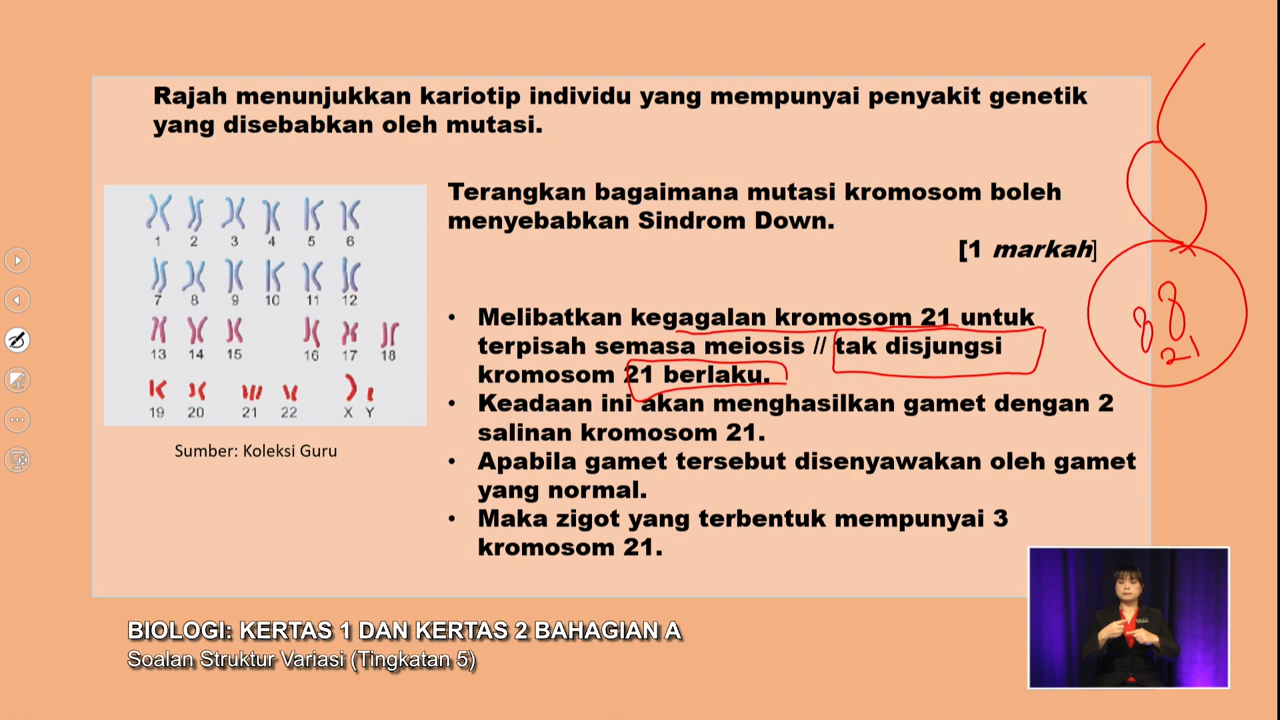 Rajah menunjukkan kariotip individu yang mempunyai penyakit genetik
yang disebabkan oleh mutasi.
Terangkan bagaimana mutasi kromosom boleh
menyebabkan Sindrom Down.
[1 markah]
1 2 3 4 5 6
7 8 9 10 11 12
13 14 15 16 17 18
19 20 21 22 X Y
Sumber: Koleksi Guru
• Melibatkan kegagalan kromosom 21 untuk
terpisah semasa meiosis // tak disjungsi
kromosom 21 berlaku.
• Keadaan ini akan menghasilkan gamet dengan 2
salinan kromosom 21.
• Apabila gamet tersebut disenyawakan oleh gamet
yang normal.
• Maka zigot yang terbentuk mempunyai 3
kromosom 21.
21
BIOLOGI: KERTAS 1 DAN KERTAS 2 BAHAGIAN A
Soalan Struktur Variasi (Tingkatan 5)